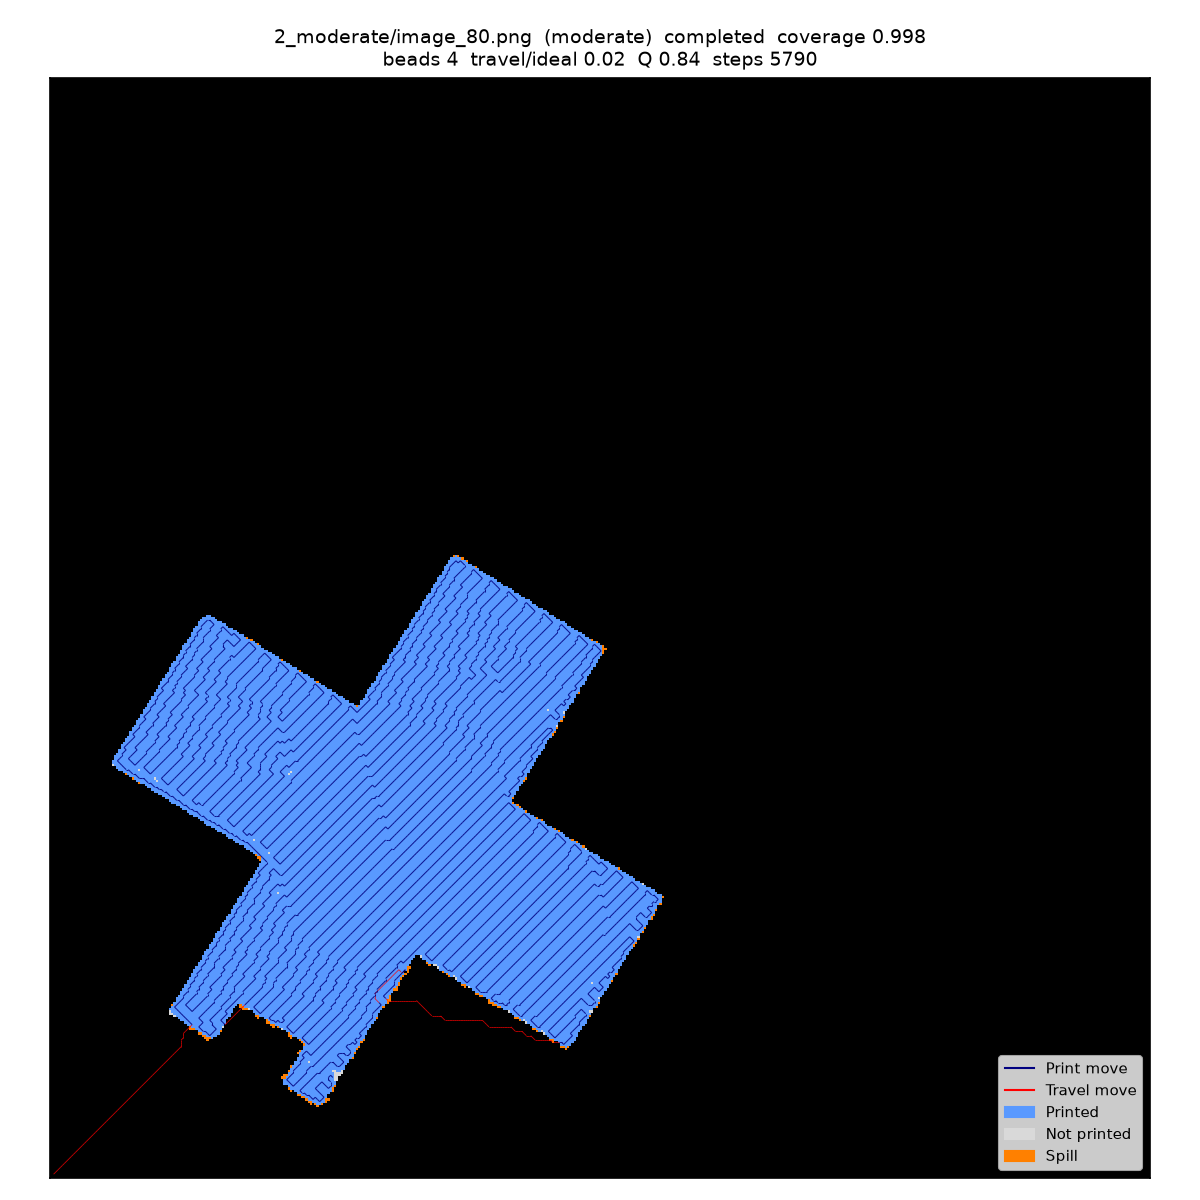 2_moderate/image_80.png  (moderate)  completed  coverage 0.998
beads 4  travel/ideal 0.02  Q 0.84  steps 5790
Print move
Travel move
Printed
Not printed
Spill